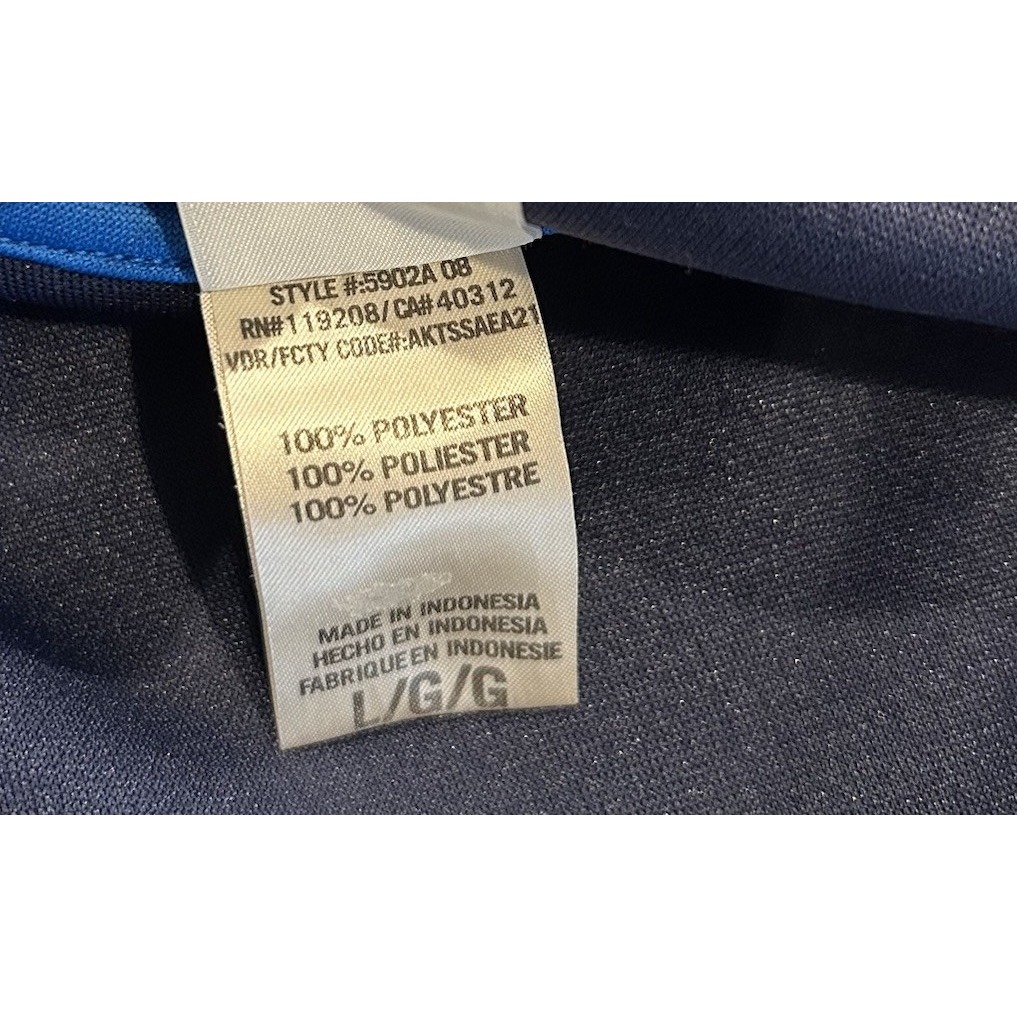 STYLE #:5902A 08
RN#119208/CA#40312
VDR/FCTY CODE#:AKTSSAEA21
100% POLYESTER
100% POLIESTER
100% POLYESTRE
MADE IN INDONESIA
HECHO EN INDONESIA
FABRIQUE EN INDONESIE
L/G/G